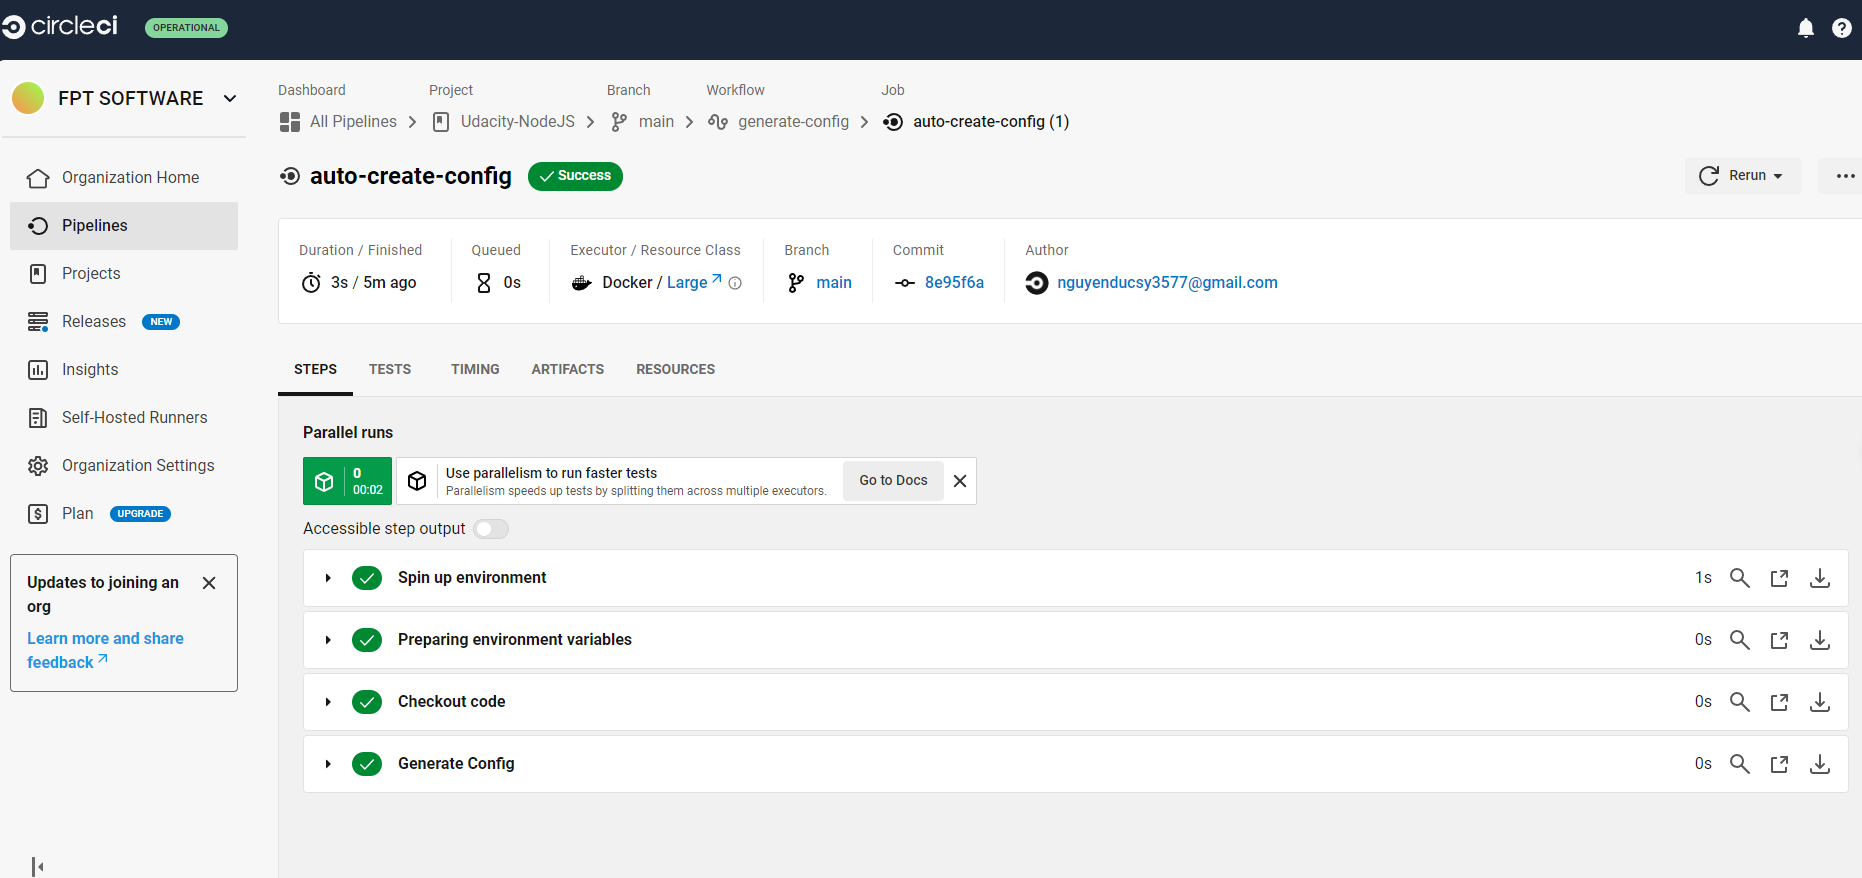 circleci OPERATIONAL
FPT SOFTWARE
Organization Home
Pipelines
Projects
Releases NEW
Insights
Self-Hosted Runners
Organization Settings
Plan UPGRADE
Updates to joining an
org
Learn more and share
feedback
Dashboard Project Branch Workflow Job
All Pipelines Udacity-NodeJS main generate-config auto-create-config (1)
auto-create-config Success Rerun
Duration / Finished Queued Executor / Resource Class Branch Commit Author
3s / 5m ago 0s Docker / Large main 8e95f6a nguyenducsy3577@gmail.com
STEPS TESTS TIMING ARTIFACTS RESOURCES
Parallel runs
0
00:02
Use parallelism to run faster tests
Parallelism speeds up tests by splitting them across multiple executors.
Go to Docs
Accessible step output
Spin up environment 1s
Preparing environment variables 0s
Checkout code 0s
Generate Config 0s